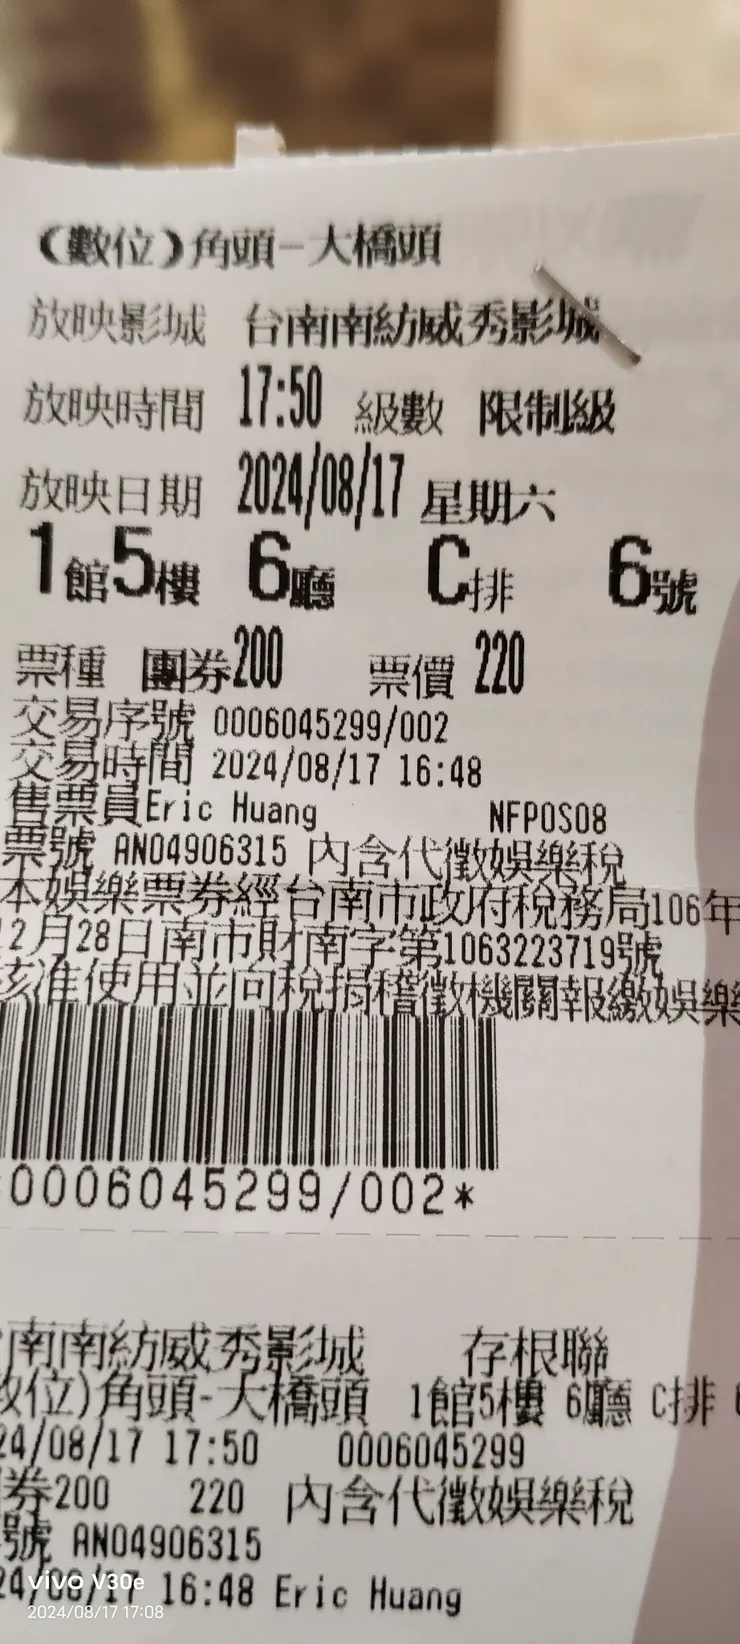 (數位)角頭-大橋頭
放映影城 台南南紡威秀影城
放映時間 17:50 級數 限制級
放映日期 2024/08/17 星期六
1館5樓 6廳 C排 6號
票種 團券200 票價 220
交易序號 0006045299/002
交易時間 2024/08/17 16:48
售票員Eric Huang NFPOS08
票號 AN04906315 內含代徵娛樂稅
本娛樂票券經台南市政府稅務局106年
12月28日南市財南字第1063223719號
核准使用並向稅捐稽徵機關報繳娛樂
0006045299/002*
南南紡威秀影城 存根聯
數位)角頭-大橋頭 1館5樓 6廳 C排
24/08/17 17:50 0006045299
券200 220 內含代徵娛樂稅
號 AN04906315
24/08/17 16:48 Eric Huang
vivo V30e
2024/08/17 17:08